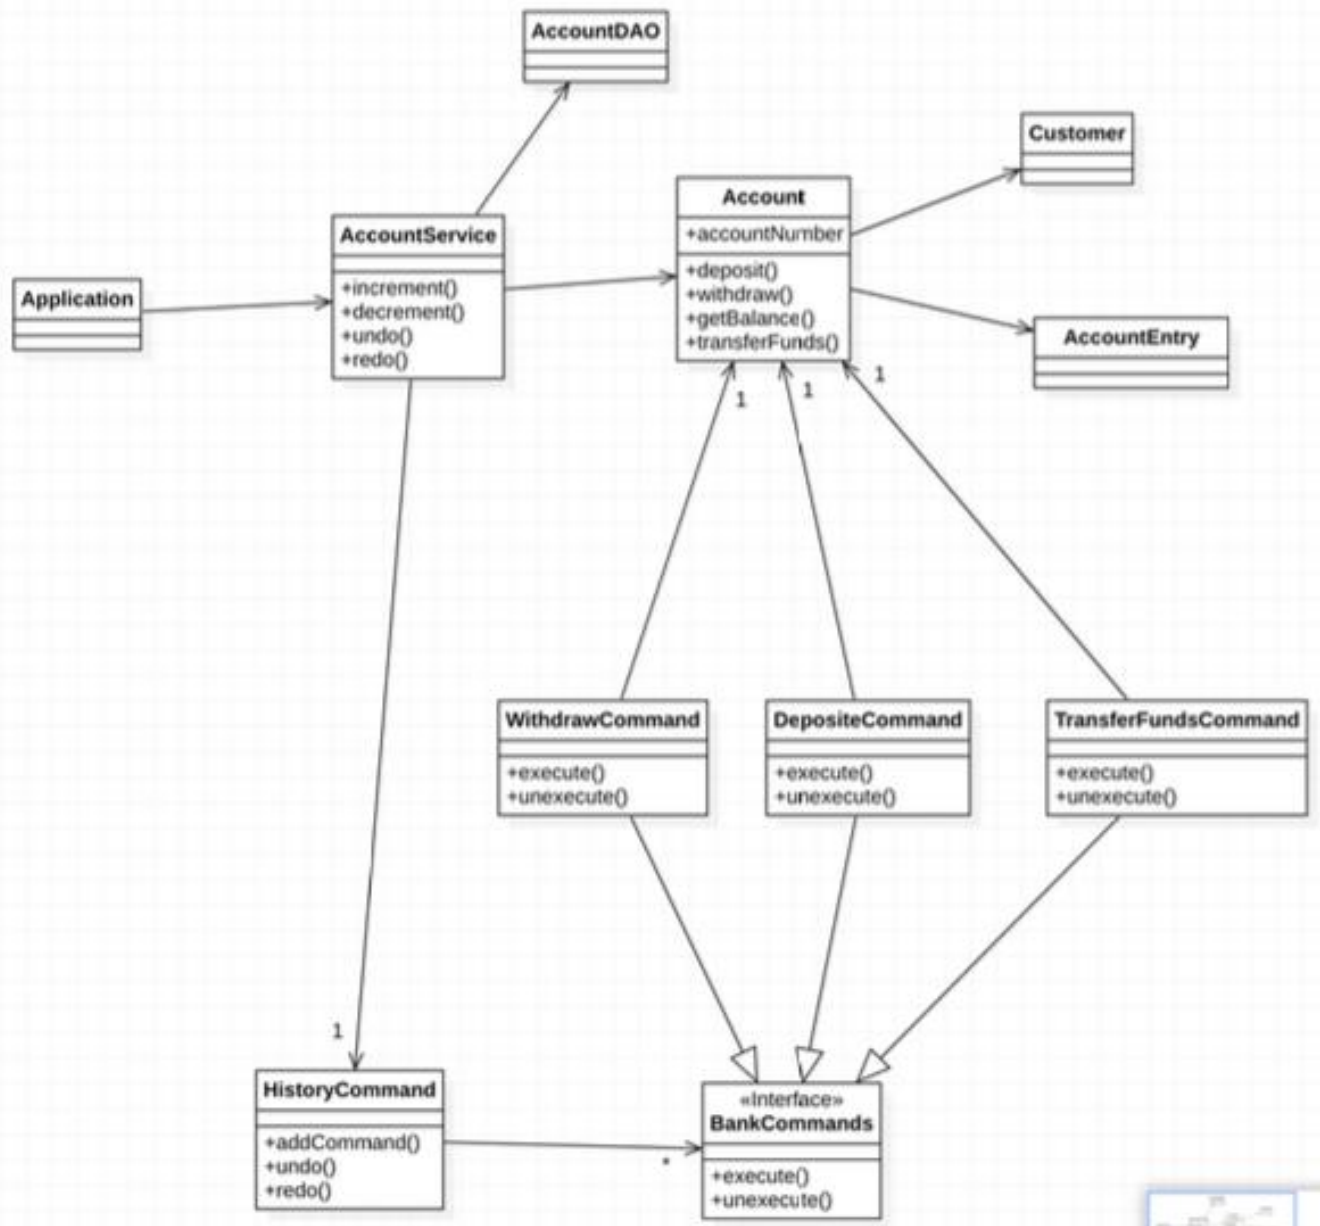 AccountDAO
Customer
Account
+accountNumber
+deposit()
+withdraw()
+getBalance()
+transferFunds()
AccountService
+increment()
+decrement()
+undo()
+redo()
Application
AccountEntry
1
1
1
WithdrawCommand
+execute()
+unexecute()
DepositeCommand
+execute()
+unexecute()
TransferFundsCommand
+execute()
+unexecute()
1
HistoryCommand
+addCommand()
+undo()
+redo()
*
«Interface»
BankCommands
+execute()
+unexecute()